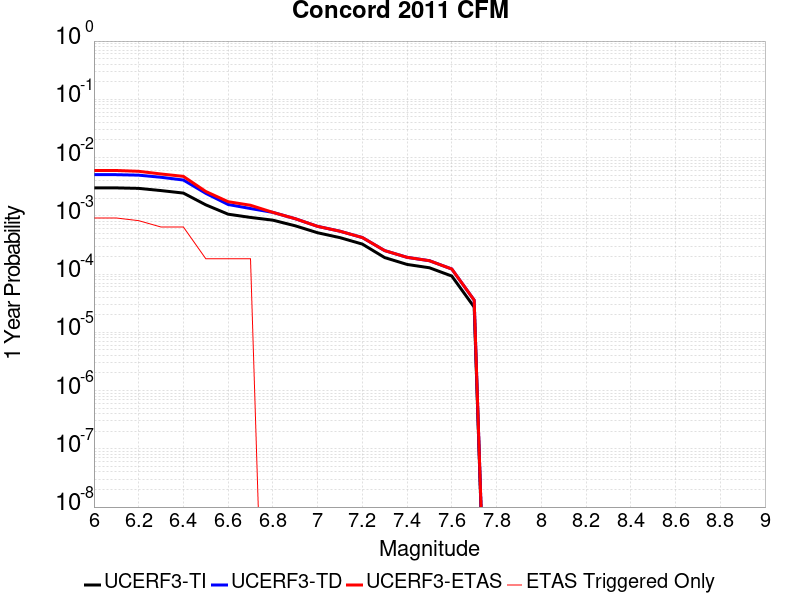 Concord 2011 CFM
10^0
10^-1
10^-2
10^-3
10^-4
10^-5
10^-6
10^-7
10^-8
1 Year Probability
6 6.2 6.4 6.6 6.8 7 7.2 7.4 7.6 7.8 8 8.2 8.4 8.6 8.8 9
Magnitude
UCERF3-TI UCERF3-TD UCERF3-ETAS ETAS Triggered Only